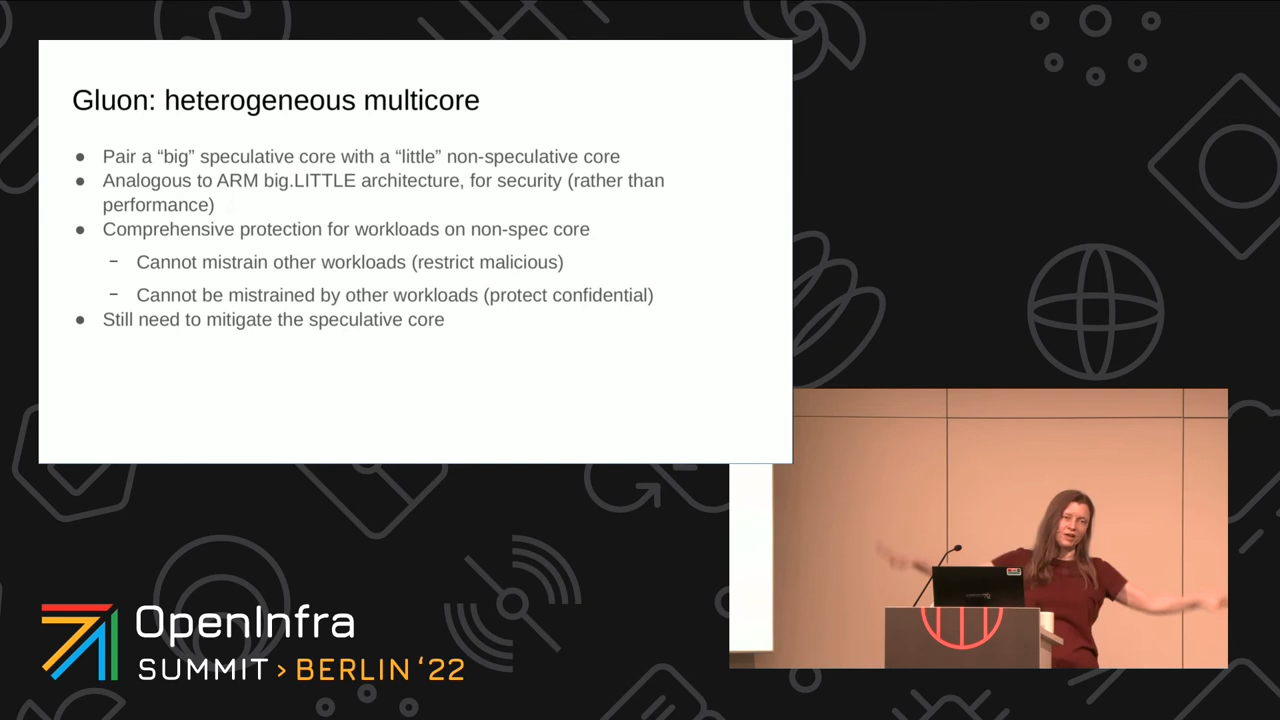 Gluon: heterogeneous multicore
● Pair a “big” speculative core with a “little” non-speculative core
● Analogous to ARM big.LITTLE architecture, for security (rather than
performance)
● Comprehensive protection for workloads on non-spec core
− Cannot mistrain other workloads (restrict malicious)
− Cannot be mistrained by other workloads (protect confidential)
● Still need to mitigate the speculative core
OpenInfra
SUMMIT > BERLIN ‘22